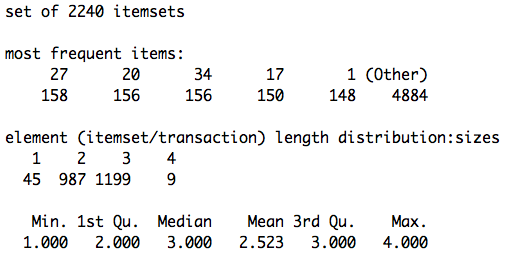 set of 2240 itemsets
most frequent items:
27 20 34 17 1 (Other)
158 156 156 150 148 4884
element (itemset/transaction) length distribution:sizes
1 2 3 4
45 987 1199 9
Min. 1st Qu. Median Mean 3rd Qu. Max.
1.000 2.000 3.000 2.523 3.000 4.000